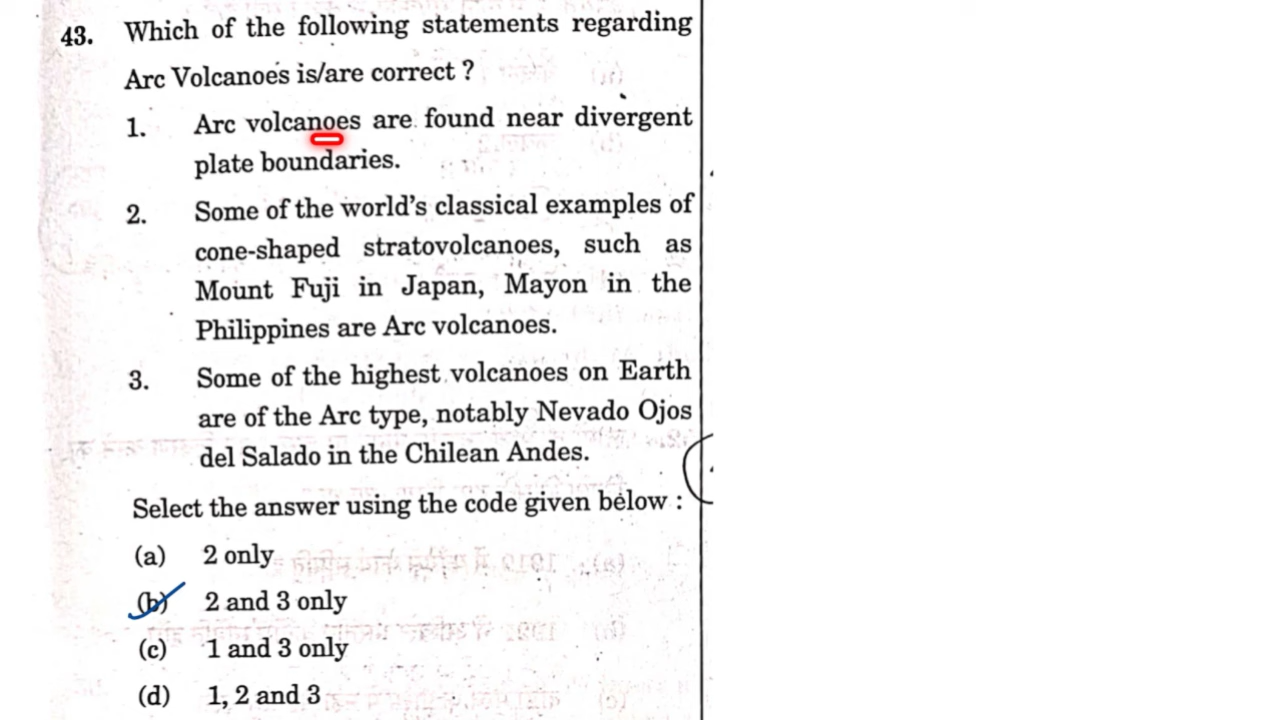 43. Which of the following statements regarding
Arc Volcanoes is/are correct ?
1. Arc volcanoes are found near divergent
plate boundaries.
2. Some of the world's classical examples of
cone-shaped stratovolcanoes, such as
Mount Fuji in Japan, Mayon in the
Philippines are Arc volcanoes.
3. Some of the highest volcanoes on Earth
are of the Arc type, notably Nevado Ojos
del Salado in the Chilean Andes.
Select the answer using the code given below :
(a) 2 only
(b) 2 and 3 only
(c) 1 and 3 only
(d) 1, 2 and 3